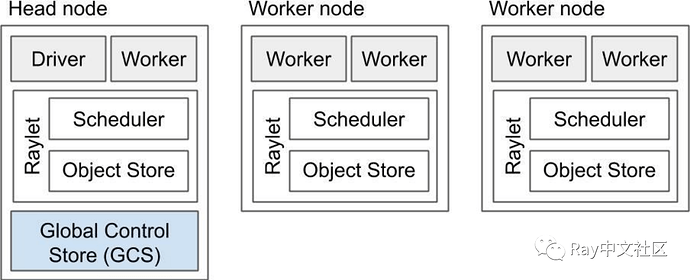 Head node
Driver
Worker
Raylet
Scheduler
Object Store
Global Control
Store (GCS)
Worker node
Worker
Worker
Raylet
Scheduler
Object Store
Worker node
Worker
Worker
Raylet
Scheduler
Object Store
Ray中文社区